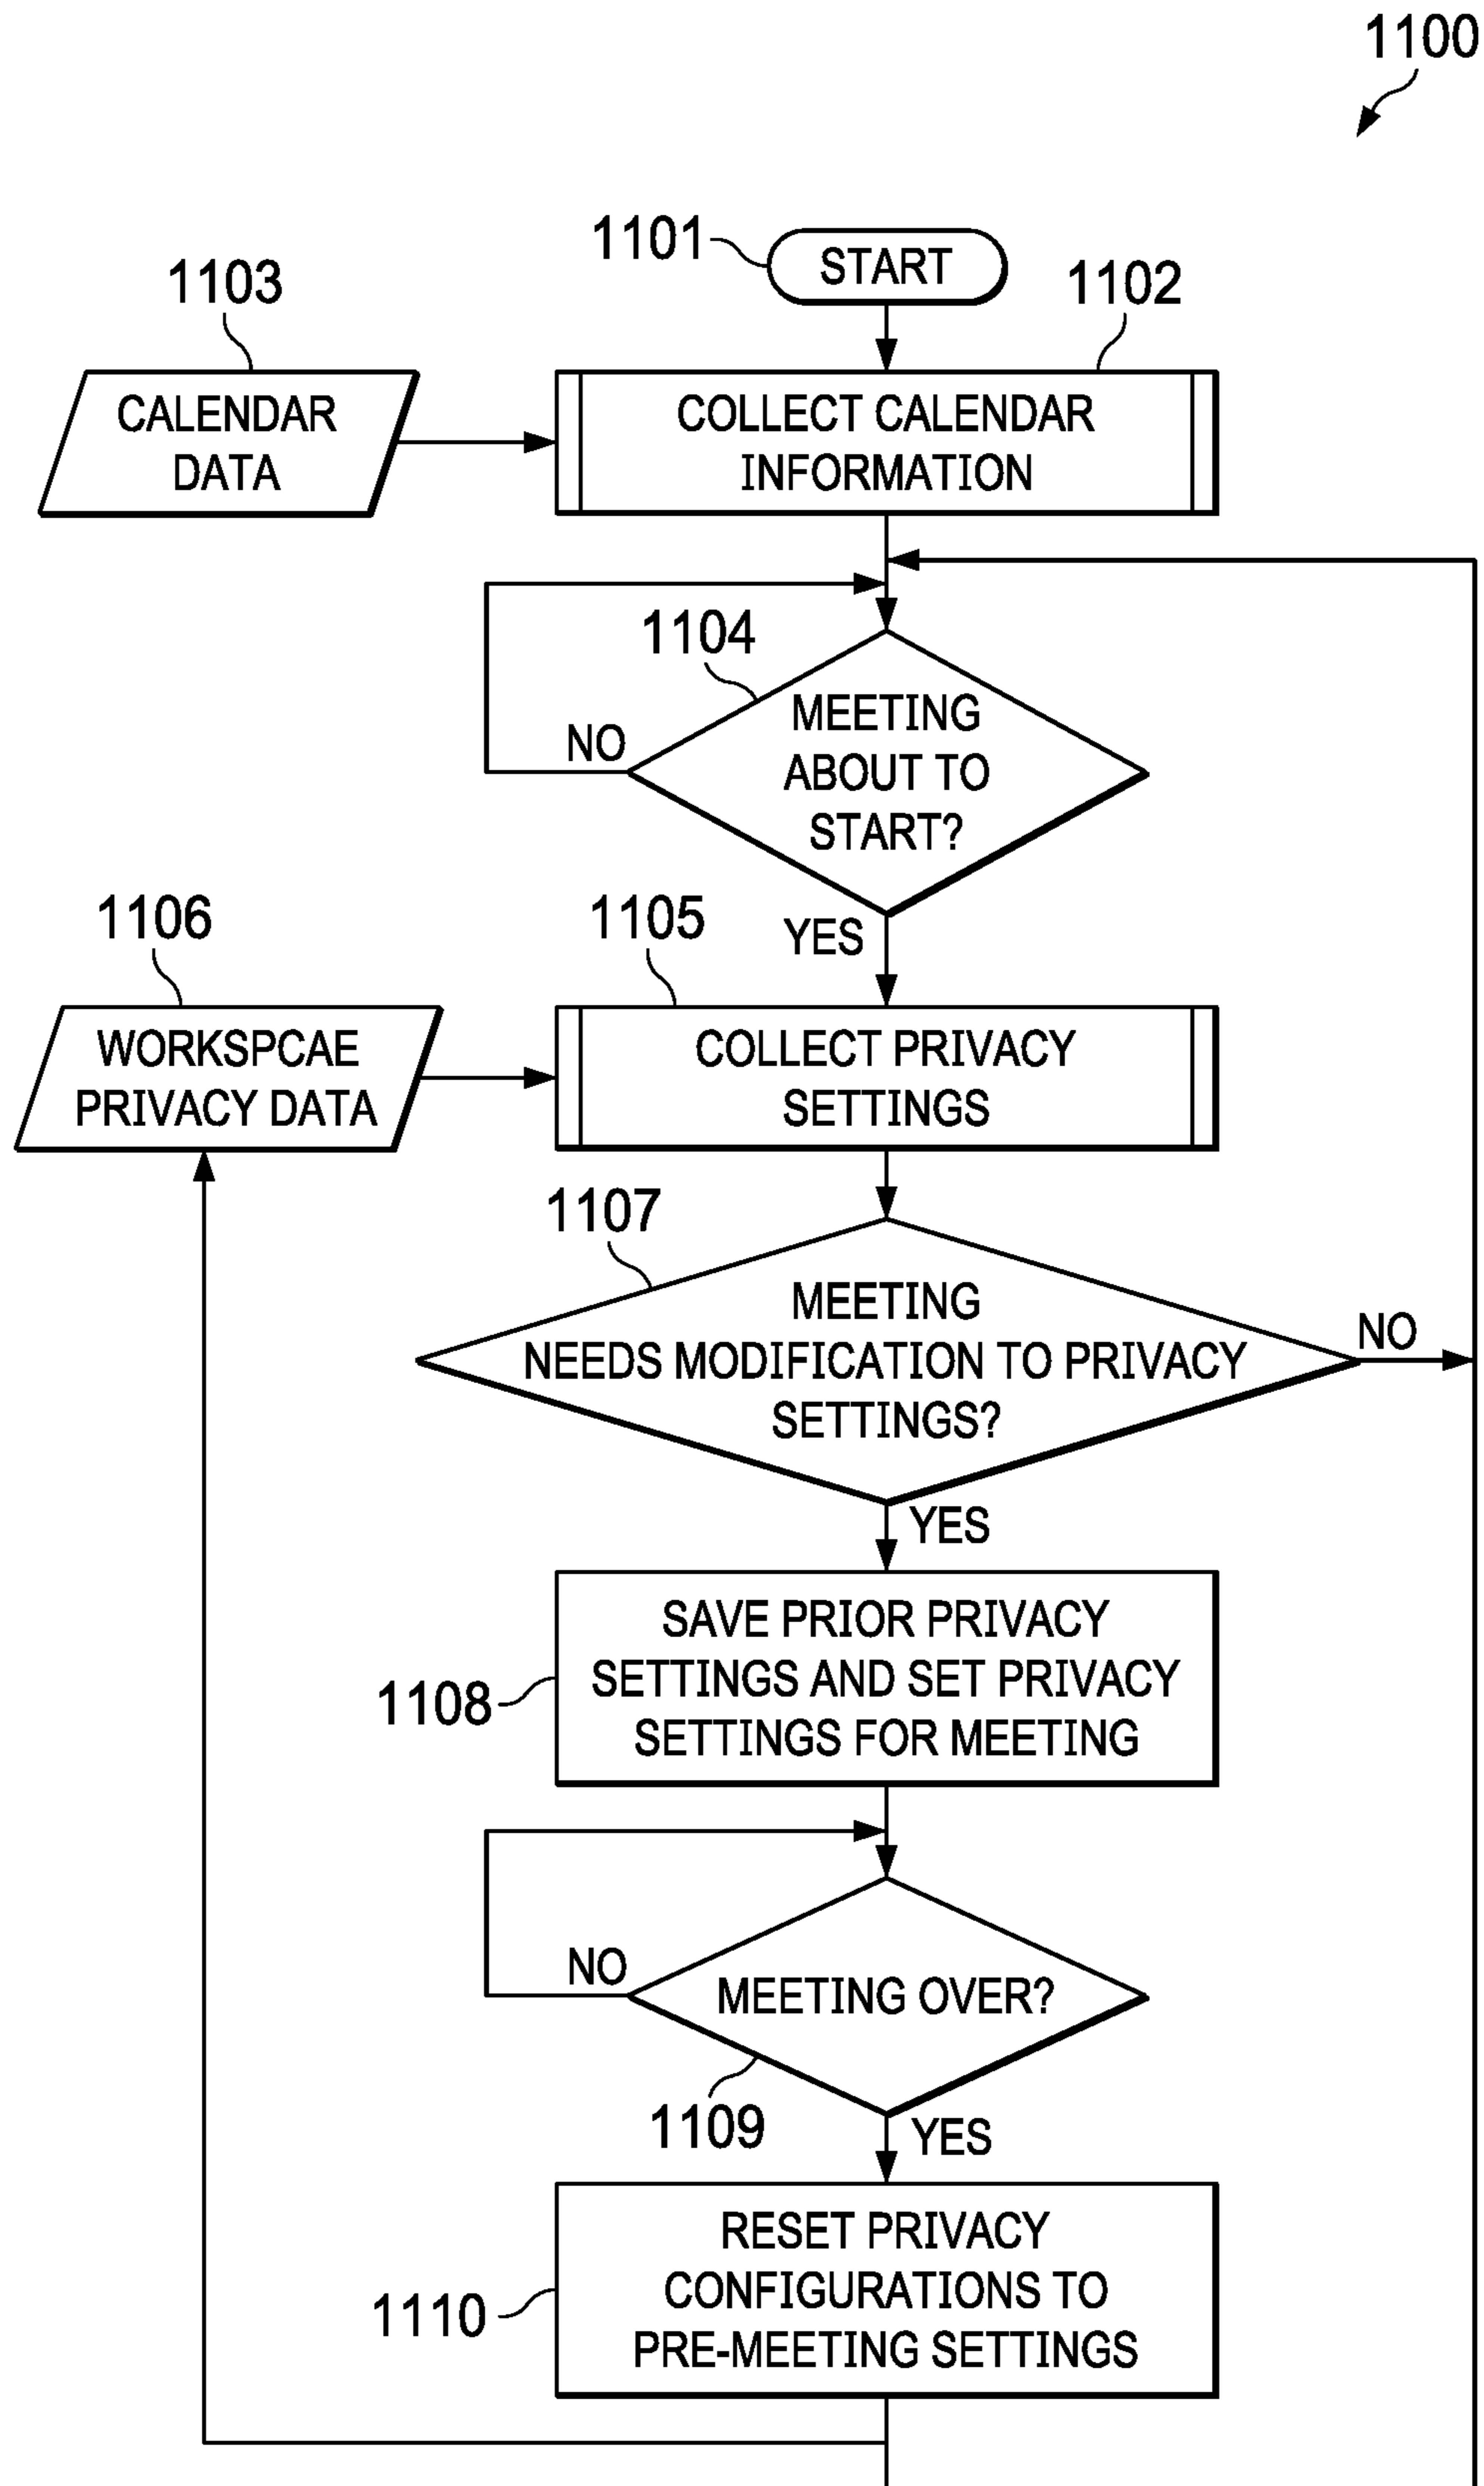 1100
1101
START
1103
1102
CALENDAR
DATA
COLLECT CALENDAR
INFORMATION
1104
MEETING
ABOUT TO
START?
NO
YES
1106
1105
WORKSPCAE
PRIVACY DATA
COLLECT PRIVACY
SETTINGS
1107
MEETING
NEEDS MODIFICATION TO PRIVACY
SETTINGS?
NO
YES
SAVE PRIOR PRIVACY
SETTINGS AND SET PRIVACY
SETTINGS FOR MEETING
1108
NO
MEETING OVER?
1109
YES
RESET PRIVACY
CONFIGURATIONS TO
PRE-MEETING SETTINGS
1110